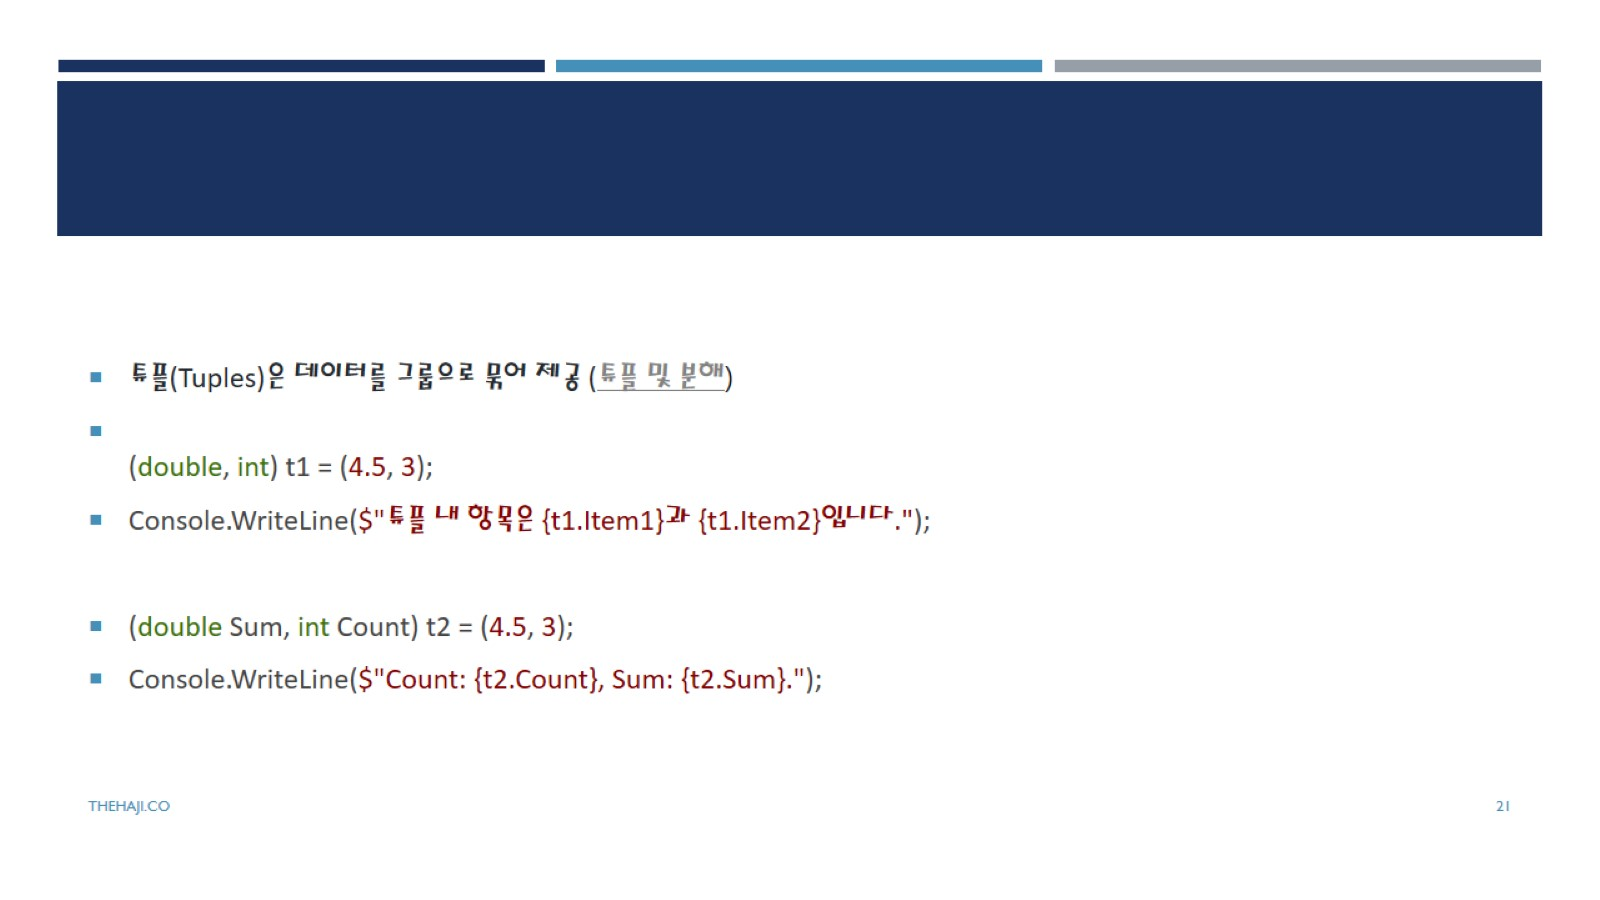 튜플(Tuples)은 데이터를 그룹으로 묶어 제공 (튜플 및 분해)
(double, int) t1 = (4.5, 3);
Console.WriteLine($"튜플 내 항목은 {t1.Item1}과 {t1.Item2}입니다.");
(double Sum, int Count) t2 = (4.5, 3);
Console.WriteLine($"Count: {t2.Count}, Sum: {t2.Sum}.");
THEHAJI.CO
21